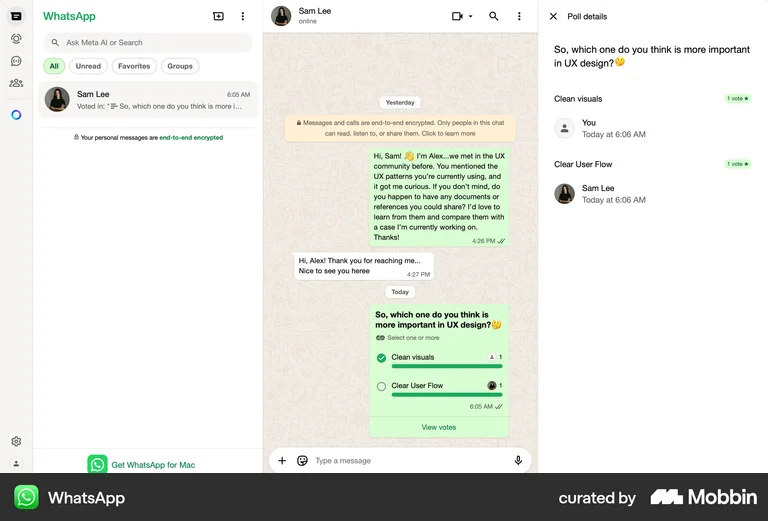 WhatsApp
Ask Meta AI or Search
All
Unread
Favorites
Groups
Sam Lee
6:05 AM
Voted in: "So, which one do you think is more i...
Your personal messages are end-to-end encrypted
Get WhatsApp for Mac
Sam Lee
online
Yesterday
Messages and calls are end-to-end encrypted. Only people in this chat
can read, listen to, or share them. Click to learn more
Hi, Sam! 👋 I'm Alex...we met in the UX
community before. You mentioned the
UX patterns you're currently using, and
it got me curious. If you don't mind, do
you happen to have any documents or
references you could share? I'd love to
learn from them and compare them with
a case I'm currently working on.
Thanks!
4:26 PM
Hi, Alex! Thank you for reaching me...
Nice to see you heree
4:27 PM
Today
So, which one do you think is
more important in UX design?🤔
Select one or more
Clean visuals
1
Clear User Flow
1
6:05 AM
View votes
Type a message
Poll details
So, which one do you think is more important
in UX design?🤔
Clean visuals
1 vote ★
You
Today at 6:06 AM
Clear User Flow
1 vote ★
Sam Lee
Today at 6:06 AM
WhatsApp
curated by
Mobbin